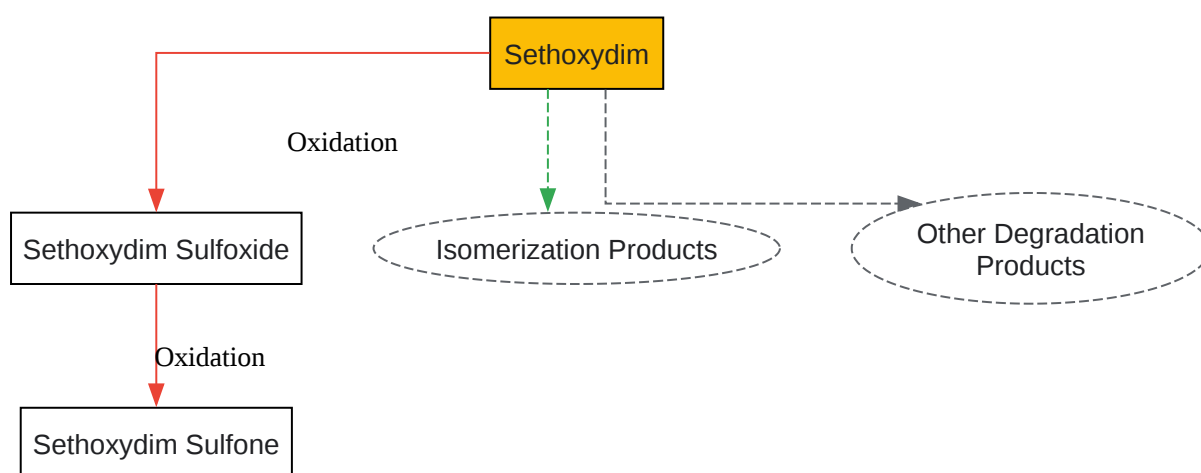 Sethoxydim
Oxidation
Sethoxydim Sulfoxide
Isomerization Products
Other Degradation
Products
Oxidation
Sethoxydim Sulfone